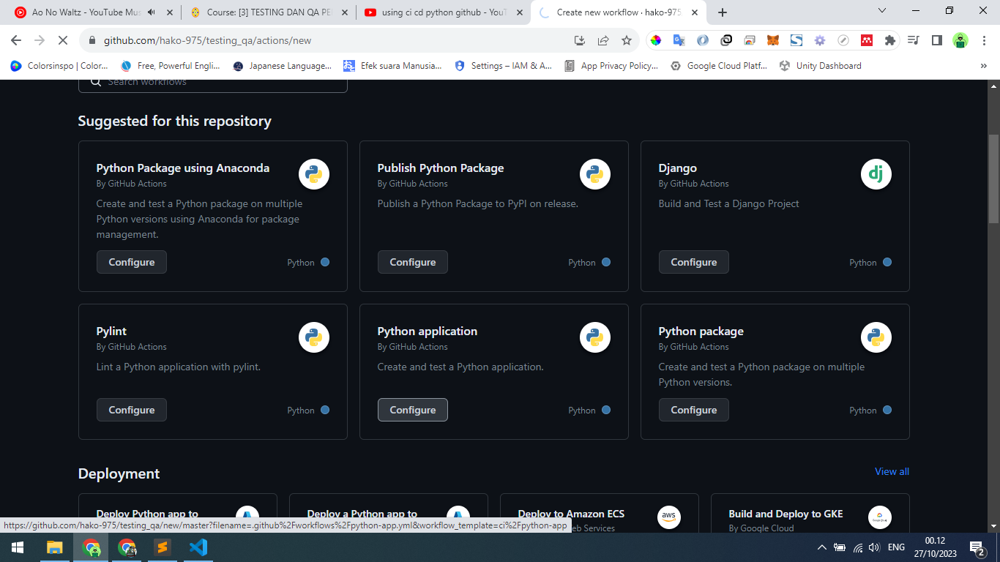 Ao No Waltz - YouTube Mus
Course: [3] TESTING DAN QA PE
using ci cd python github - YouT
Create new workflow · hako-975
github.com/hako-975/testing_qa/actions/new
Colorsinspo | Color...
Free, Powerful Engli...
Japanese Language...
Efek suara Manusia...
Settings – IAM & A...
App Privacy Policy...
Google Cloud Platf...
Unity Dashboard
»
Search workflows
Suggested for this repository
Python Package using Anaconda
By GitHub Actions
Create and test a Python package on multiple
Python versions using Anaconda for package
management.
Configure
Python
Publish Python Package
By GitHub Actions
Publish a Python Package to PyPI on release.
Configure
Python
Django
By GitHub Actions
Build and Test a Django Project
Configure
Python
dj
Pylint
By GitHub Actions
Lint a Python application with pylint.
Configure
Python
Python application
By GitHub Actions
Create and test a Python application.
Configure
Python
Python package
By GitHub Actions
Create and test a Python package on multiple
Python versions.
Configure
Python
Deployment
View all
Deploy Python app to
Deploy a Python app to
Deploy to Amazon ECS
b Services
aws
Build and Deploy to GKE
By Google Cloud
https://github.com/hako-975/testing_qa/new/master?filename=.github%2Fworkflows%2Fpython-app.yml&workflow_template=ci%2Fpython-app
ENG
00.12
27/10/2023
2